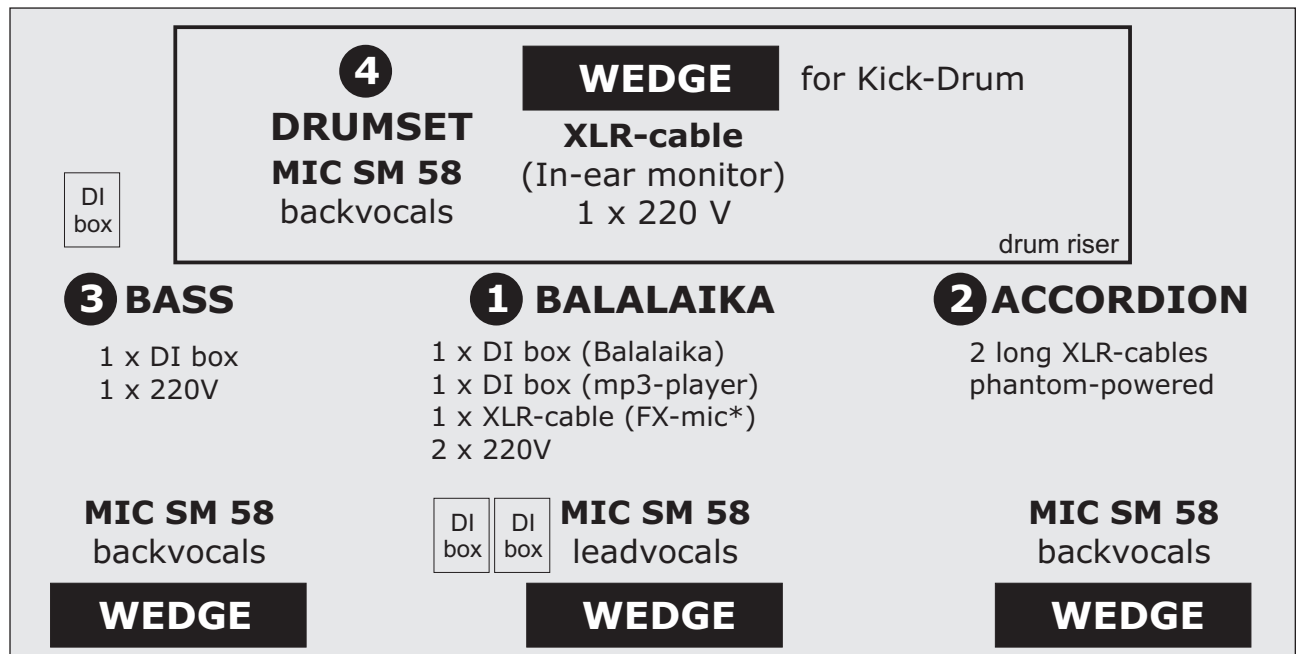 4
DRUMSET
MIC SM 58
backvocals
WEDGE
for Kick-Drum
XLR-cable
(In-ear monitor)
1 x 220 V
drum riser
DI
box
3 BASS
1 x DI box
1 x 220V
MIC SM 58
backvocals
WEDGE
1 BALALAIKA
1 x DI box (Balalaika)
1 x DI box (mp3-player)
1 x XLR-cable (FX-mic*)
2 x 220V
DI
box
DI
box
MIC SM 58
leadvocals
WEDGE
2 ACCORDION
2 long XLR-cables
phantom-powered
MIC SM 58
backvocals
WEDGE